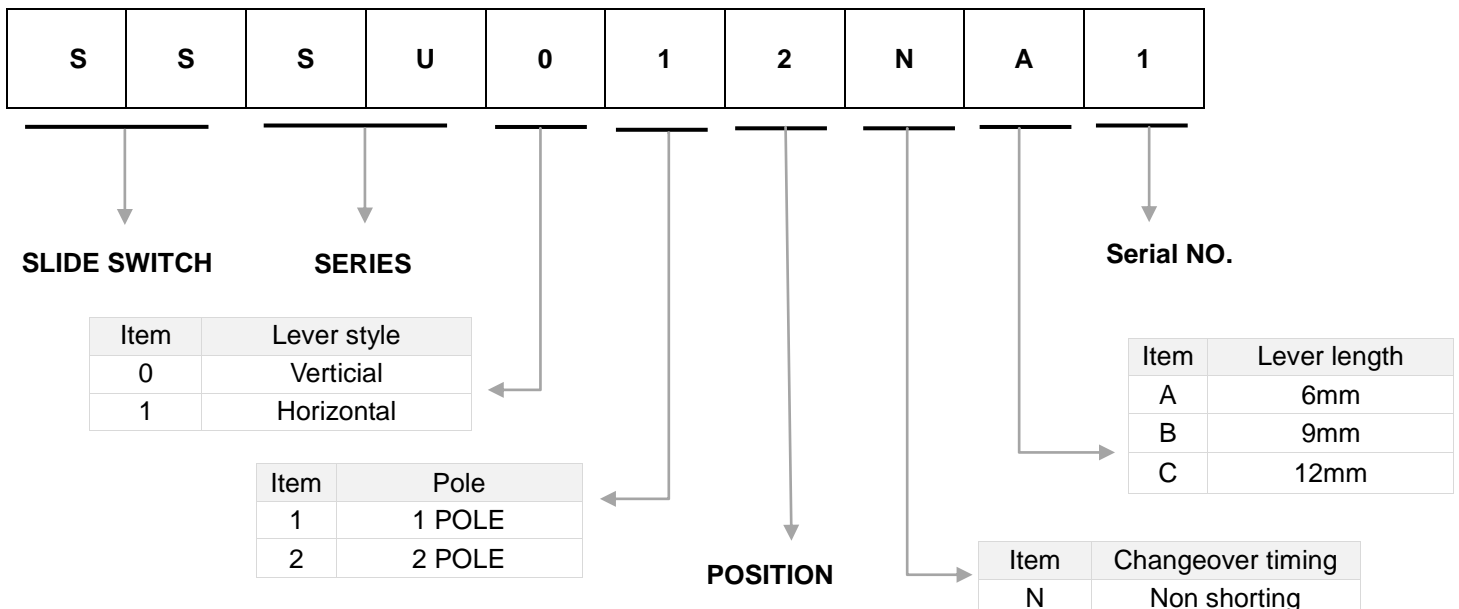 S S S U 0 1 2 N A 1
SLIDE SWITCH
SERIES
Serial NO.
Item Lever style
0 Verticial
1 Horizontal
Item Lever length
A 6mm
B 9mm
C 12mm
Item Pole
1 1 POLE
2 2 POLE
POSITION
Item Changeover timing
N Non shorting